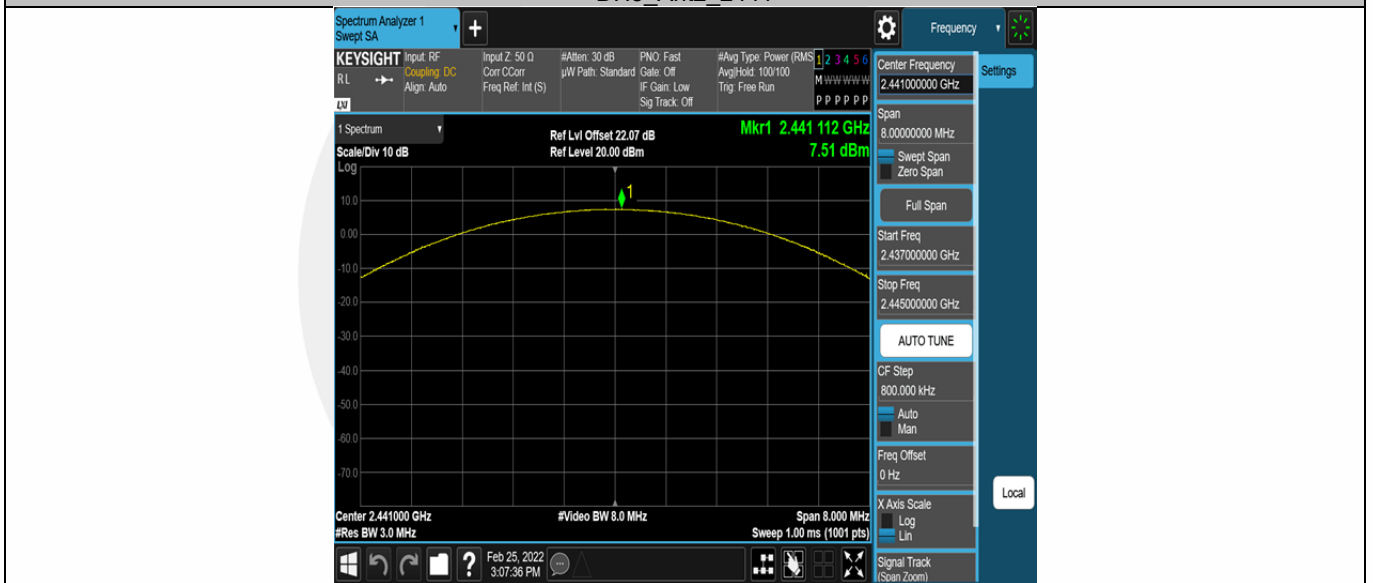 Spectrum Analyzer 1
Swept SA
+
Frequency
KEYSIGHT
RL
LXI
Input: RF
Coupling: DC
Align: Auto
Input Z: 50 Ω
Corr CCorr
Freq Ref: Int (S)
#Atten: 30 dB
µW Path: Standard
PNO: Fast
Gate: Off
IF Gain: Low
Sig Track: Off
#Avg Type: Power (RMS
Avg|Hold: 100/100
Trig: Free Run
1 2 3 4 5 6
M W W W W W
P P P P P P
Center Frequency
2.441000000 GHz
Settings
1 Spectrum
Scale/Div 10 dB
Log
Ref Lvl Offset 22.07 dB
Ref Level 20.00 dBm
Mkr1 2.441 112 GHz
7.51 dBm
1
10.0
0.00
-10.0
-20.0
-30.0
-40.0
-50.0
-60.0
-70.0
Span
8.00000000 MHz
Swept Span
Zero Span
Full Span
Start Freq
2.437000000 GHz
Stop Freq
2.445000000 GHz
AUTO TUNE
CF Step
800.000 kHz
Auto
Man
Freq Offset
0 Hz
X Axis Scale
Log
Lin
Local
Signal Track
(Span Zoom)
Center 2.441000 GHz
#Video BW 8.0 MHz
Span 8.000 MHz
#Res BW 3.0 MHz
Sweep 1.00 ms (1001 pts)
?
Feb 25, 2022
3:07:36 PM